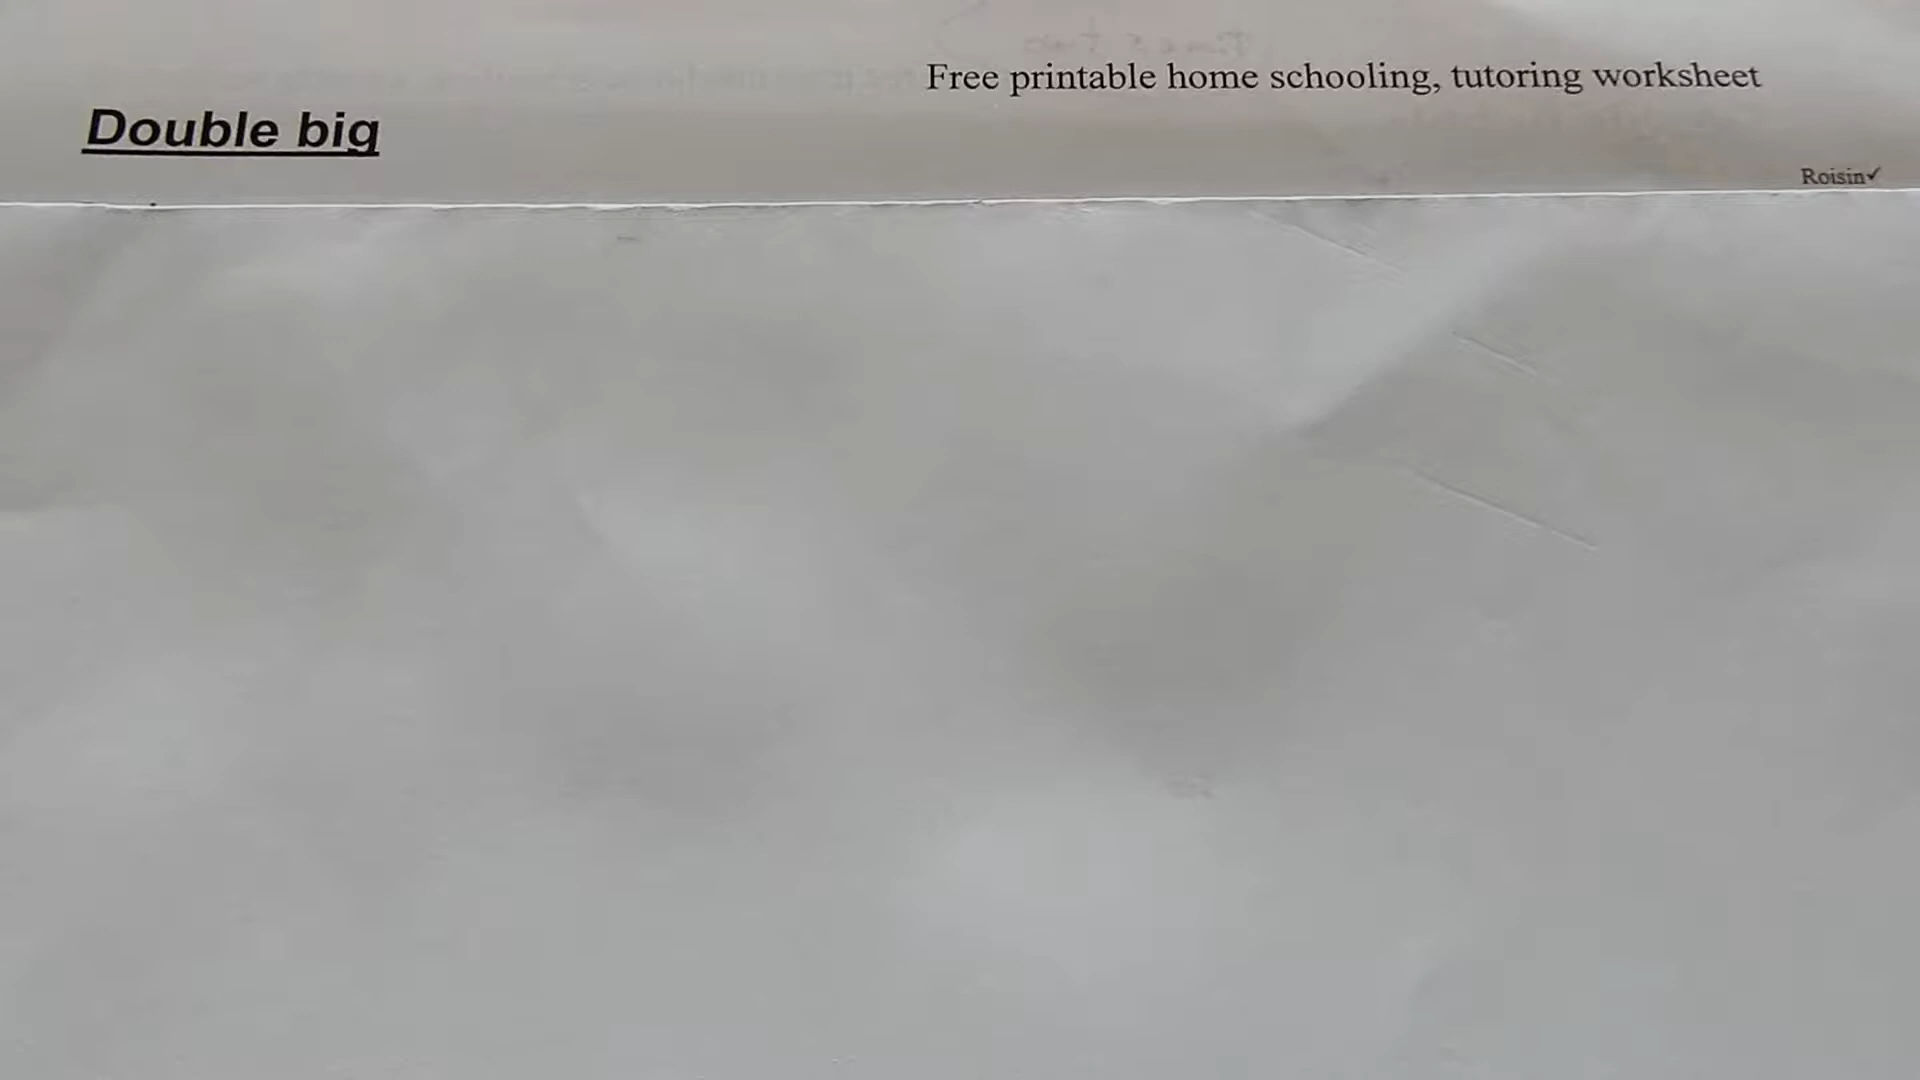 Free printable home schooling, tutoring worksheet
Double big
Roisin✓